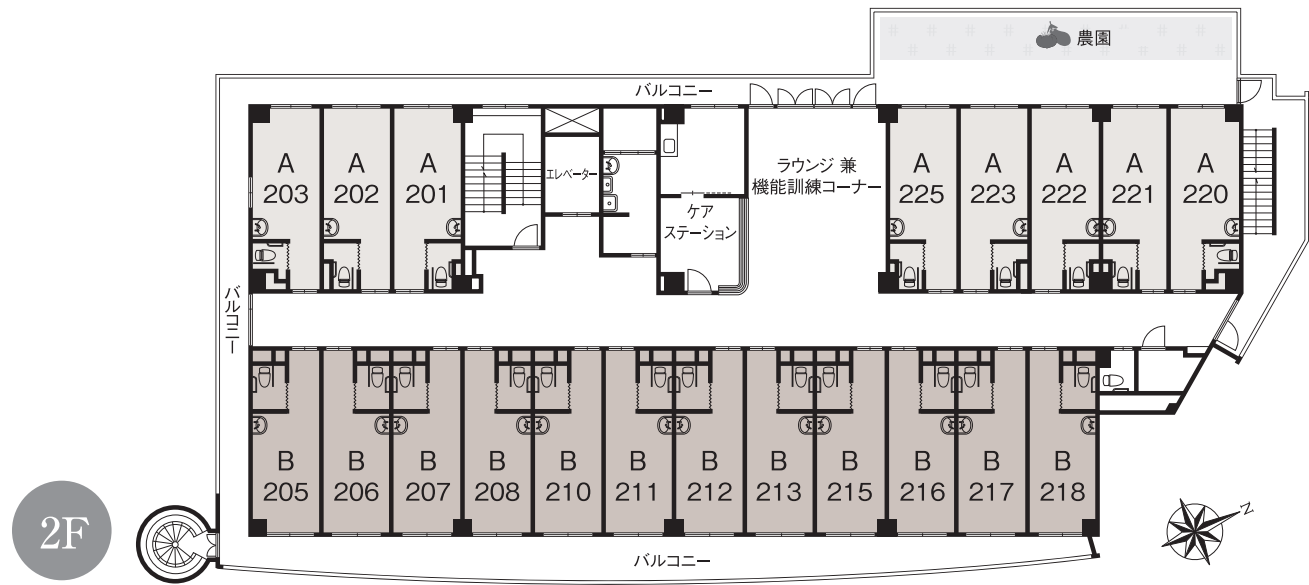 農園
バルコニー
A
203
A
202
A
201
エレベーター
ケア
ステーション
ラウンジ 兼
機能訓練コーナー
A
225
A
223
A
222
A
221
A
220
バルコニー
B
205
B
206
B
207
B
208
B
210
B
211
B
212
B
213
B
215
B
216
B
217
B
218
2F
バルコニー
N